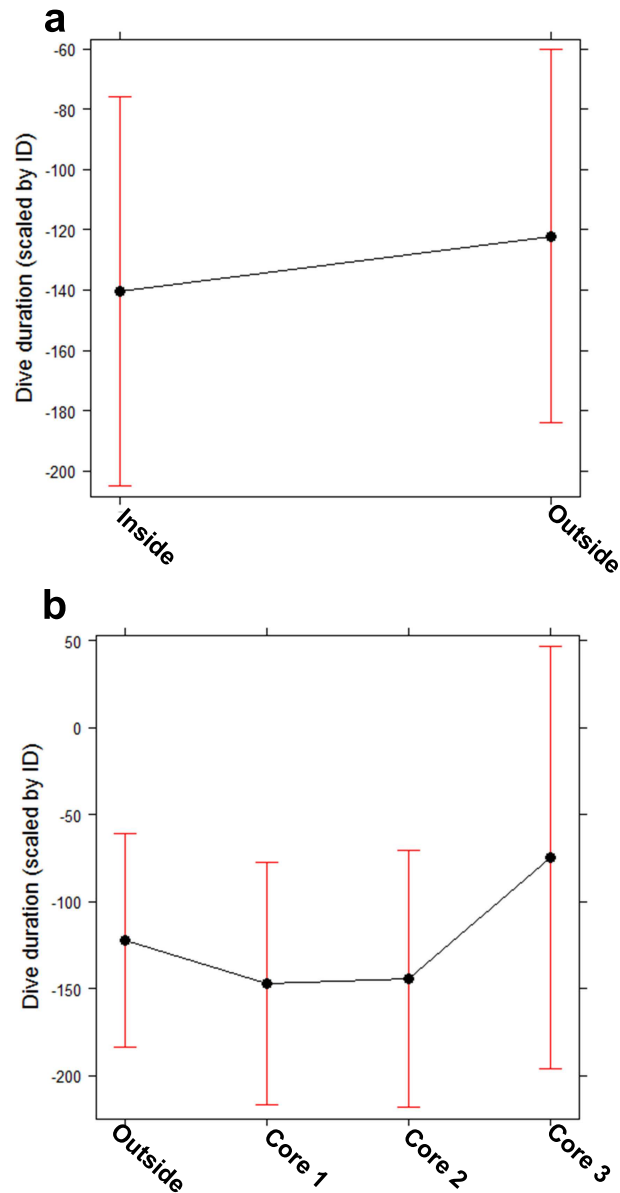 a
Dive duration (scaled by ID)
-60
-80
-100
-120
-140
-160
-180
-200
Inside
Outside
b
Dive duration (scaled by ID)
50
0
-50
-100
-150
-200
Outside
Core 1
Core 2
Core 3